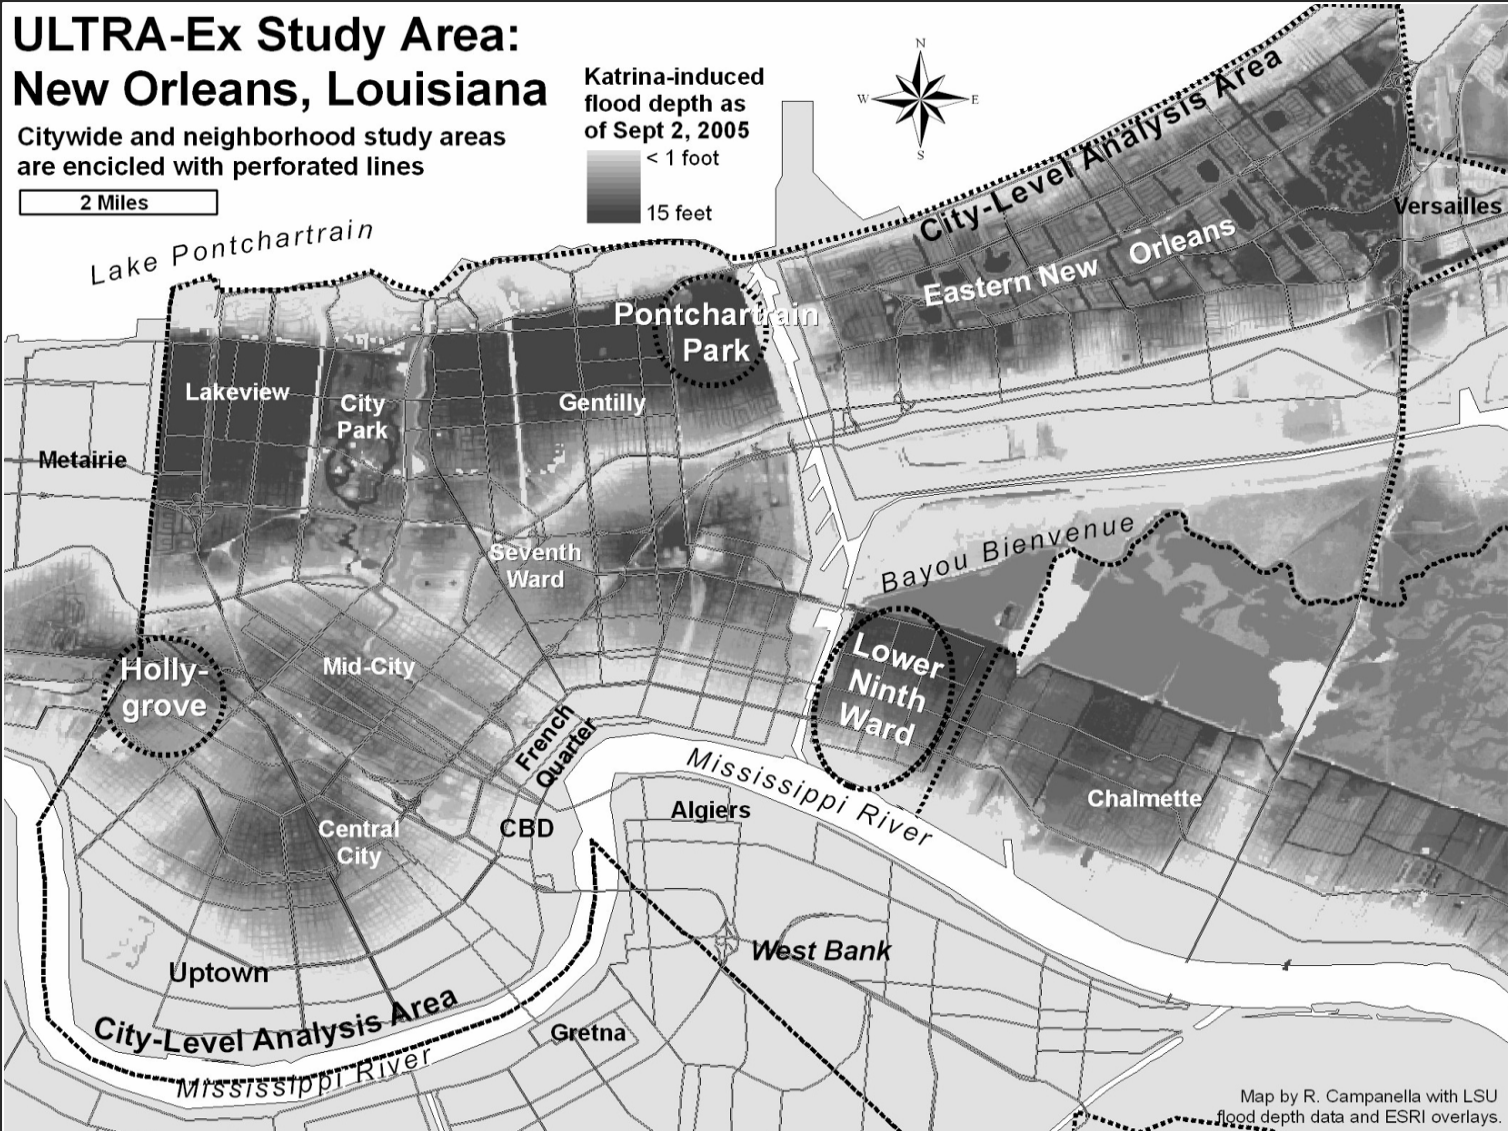 ULTRA-Ex Study Area:
New Orleans, Louisiana
Citywide and neighborhood study areas
are encicled with perforated lines
2 Miles
Katrina-induced
flood depth as
of Sept 2, 2005
< 1 foot
15 feet
N
W
E
S
Lake Pontchartrain
City-Level Analysis Area
Versailles
Eastern New Orleans
Pontchartrain
Park
Lakeview
City
Park
Gentilly
Metairie
Seventh
Ward
Bayou Bienvenue
Holly-
grove
Mid-City
Lower
Ninth
Ward
French
Quarter
Mississippi River
Chalmette
Algiers
CBD
Central
City
West Bank
Uptown
City-Level Analysis Area
Gretna
Mississippi River
Map by R. Campanella with LSU
flood depth data and ESRI overlays